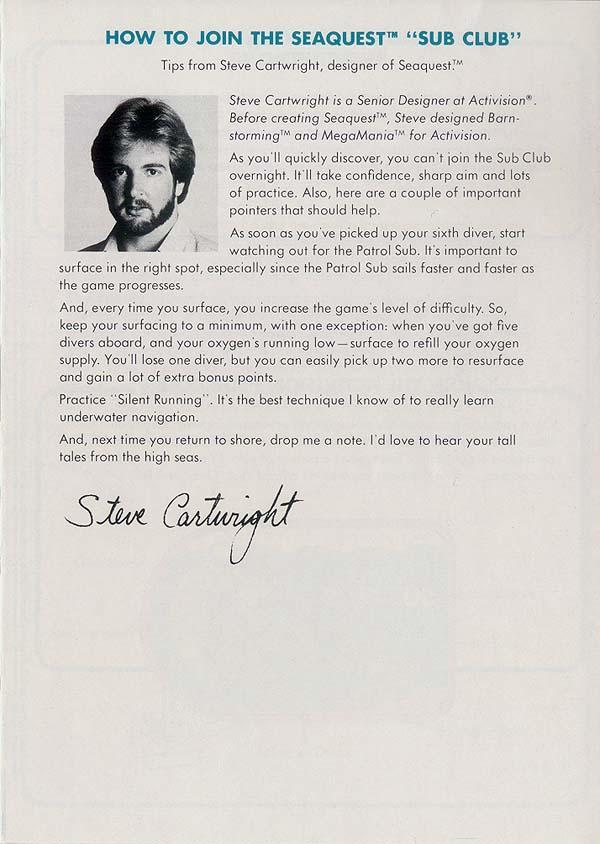 HOW TO JOIN THE SEAQUEST™ “SUB CLUB”
Tips from Steve Cartwright, designer of Seaquest.™
Steve Cartwright is a Senior Designer at Activision®.
Before creating Seaquest™, Steve designed Barn-
storming™ and MegaMania™ for Activision.
As you'll quickly discover, you can't join the Sub Club
overnight. It'll take confidence, sharp aim and lots
of practice. Also, here are a couple of important
pointers that should help.
As soon as you've picked up your sixth diver, start
watching out for the Patrol Sub. It's important to
surface in the right spot, especially since the Patrol Sub sails faster and faster as
the game progresses.
And, every time you surface, you increase the game's level of difficulty. So,
keep your surfacing to a minimum, with one exception: when you've got five
divers aboard, and your oxygen's running low—surface to refill your oxygen
supply. You'll lose one diver, but you can easily pick up two more to resurface
and gain a lot of extra bonus points.
Practice “Silent Running”. It's the best technique I know of to really learn
underwater navigation.
And, next time you return to shore, drop me a note. I'd love to hear your tall
tales from the high seas.
Steve Cartwright